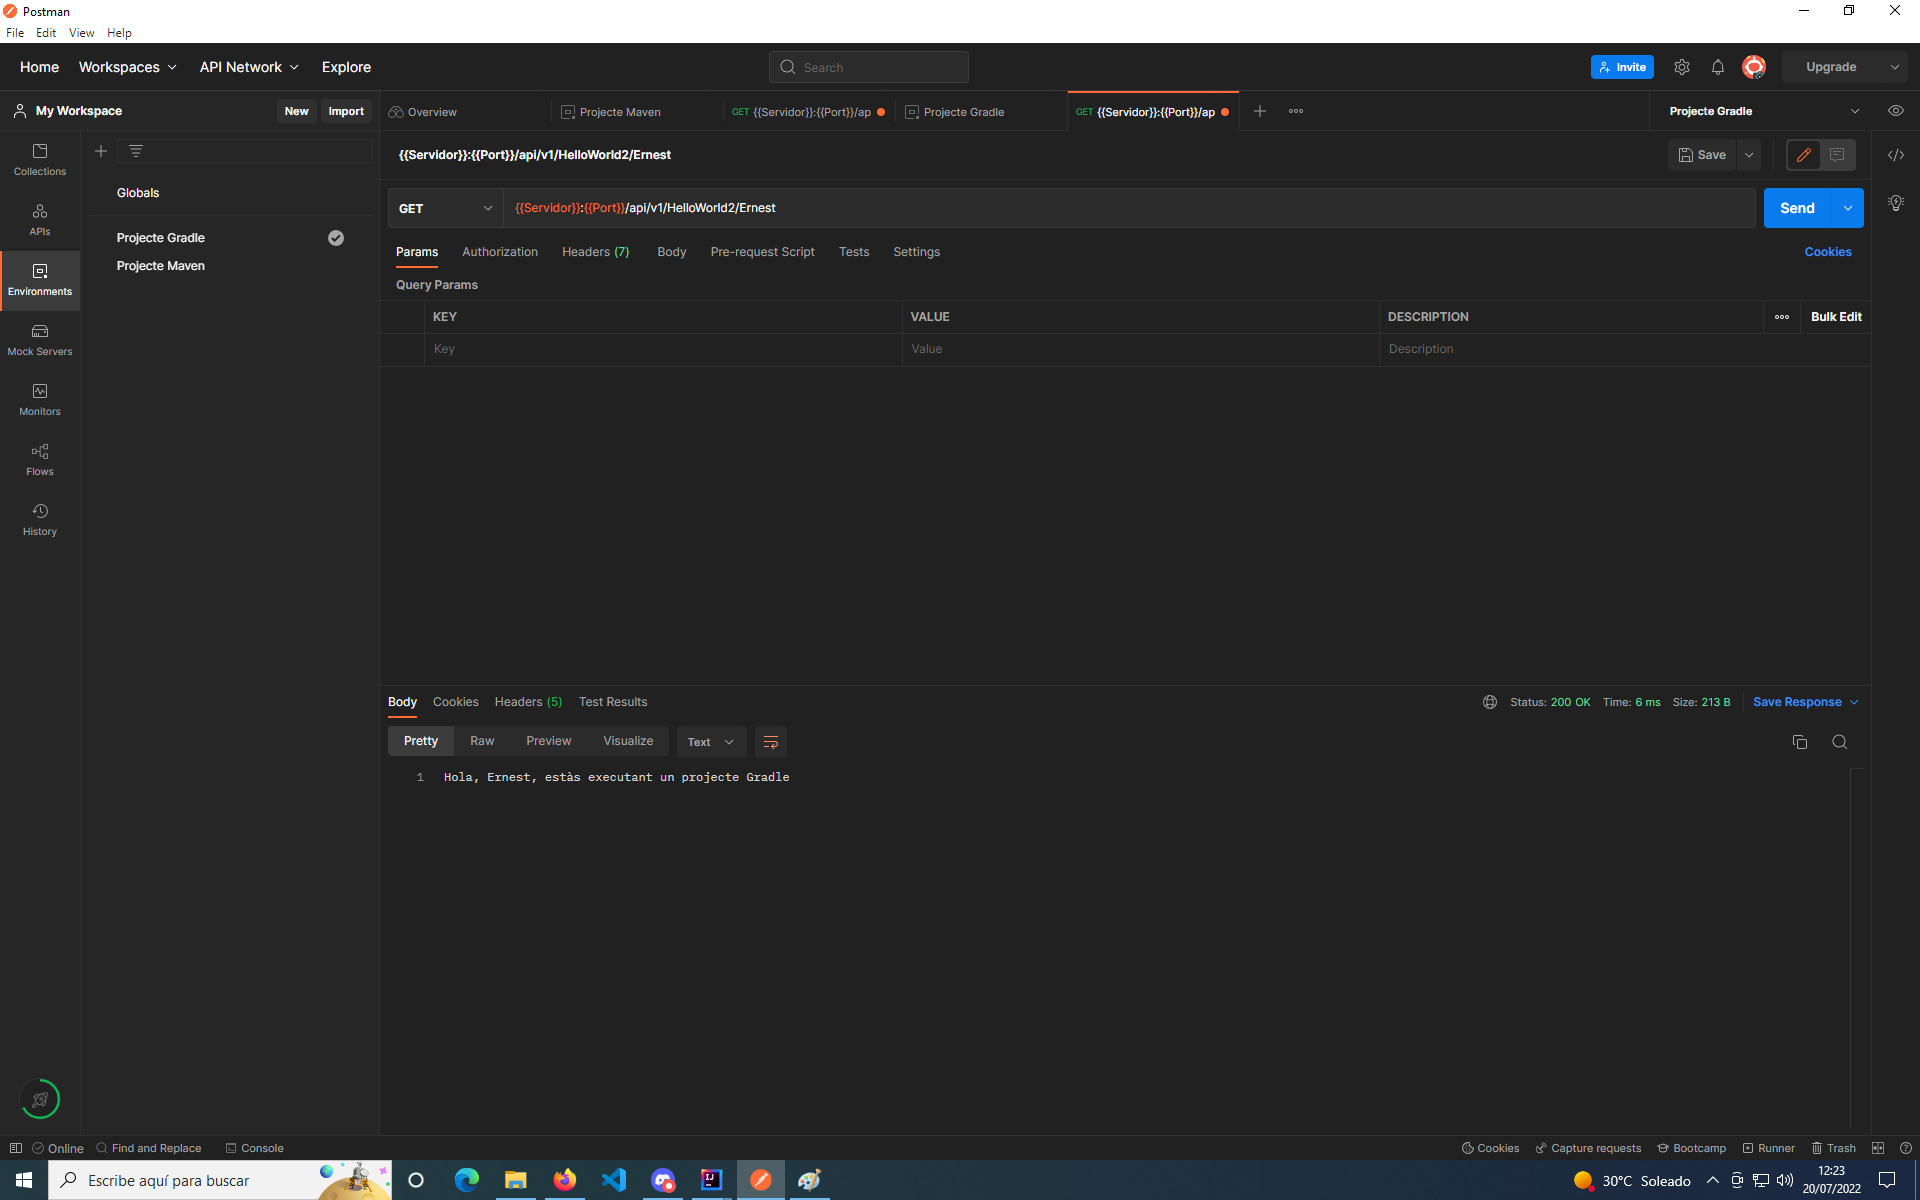 Postman
File Edit View Help
Home Workspaces API Network Explore Search Invite Upgrade
My Workspace New Import Overview Projecte Maven GET {{Servidor}}:{{Port}}/ap Projecte Gradle GET {{Servidor}}:{{Port}}/ap Projecte Gradle
{{Servidor}}:{{Port}}/api/v1/HelloWorld2/Ernest Save
Collections
Globals
GET {{Servidor}}:{{Port}}/api/v1/HelloWorld2/Ernest Send
APIs
Projecte Gradle
Projecte Maven
Params Authorization Headers (7) Body Pre-request Script Tests Settings Cookies
Environments
Query Params
KEY VALUE DESCRIPTION Bulk Edit
Key Value Description
Mock Servers
Monitors
Flows
History
Body Cookies Headers (5) Test Results Status: 200 OK Time: 6 ms Size: 213 B Save Response
Pretty Raw Preview Visualize Text
1 Hola, Ernest, estàs executant un projecte Gradle
Online Find and Replace Console Cookies Capture requests Bootcamp Runner Trash
Escribe aquí para buscar 30°C Soleado 12:23
20/07/2022